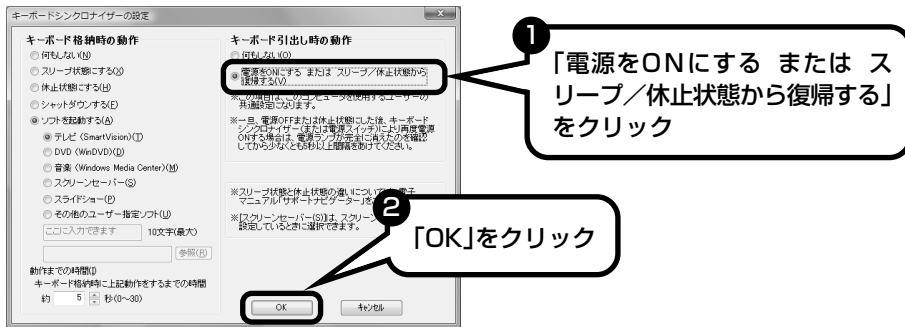 キーボードシンクロナイザーの設定
キーボード格納時の動作
何もしない(N)
スリープ状態にする(X)
休止状態にする(H)
シャットダウンする(F)
ソフトを起動する(A)
テレビ (SmartVision)(T)
DVD (WinDVD)(D)
音楽 (Windows Media Center)(M)
スクリーンセーバー(S)
スライドショー(P)
その他のユーザー指定ソフト(U)
ここに入力できます 10文字(最大)
参照(R)
動作までの時間(I)
キーボード格納時に上記動作をするまでの時間
約 5 秒(0~30)
キーボード引出し時の動作
何もしない(O)
電源をONにする または スリープ/休止状態から
復帰する(V)
※この項目は、このコンピュータを使用するユーザーの
共通設定になります。
※一旦、電源OFFまたは休止状態にした後、キーボード
シンクロナイザー(または電源スイッチ)により再度電源
ONする場合は、電源ランプが完全に消えたのを確認
してから少なくとも5秒以上間隔をあけてください。
※スリープ状態と休止状態の違いについて 電子
マニュアル「サポートナビゲーター」を
※[スクリーンセーバー(S)]は、スクリーン
設定しているときに選択できます。
OK
キャンセル
1
「電源をONにする または ス
リープ/休止状態から復帰する」
をクリック
2
「OK」をクリック